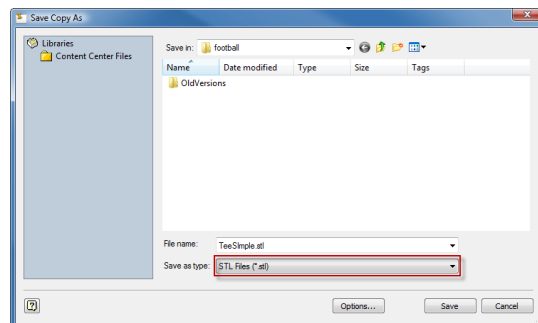 Save Copy As
Libraries
Content Center Files
Save in: football
Name Date modified Type Size Tags
OldVersions
File name: TeeSImple.stl
Save as type: STL Files (*.stl)
Options... Save Cancel